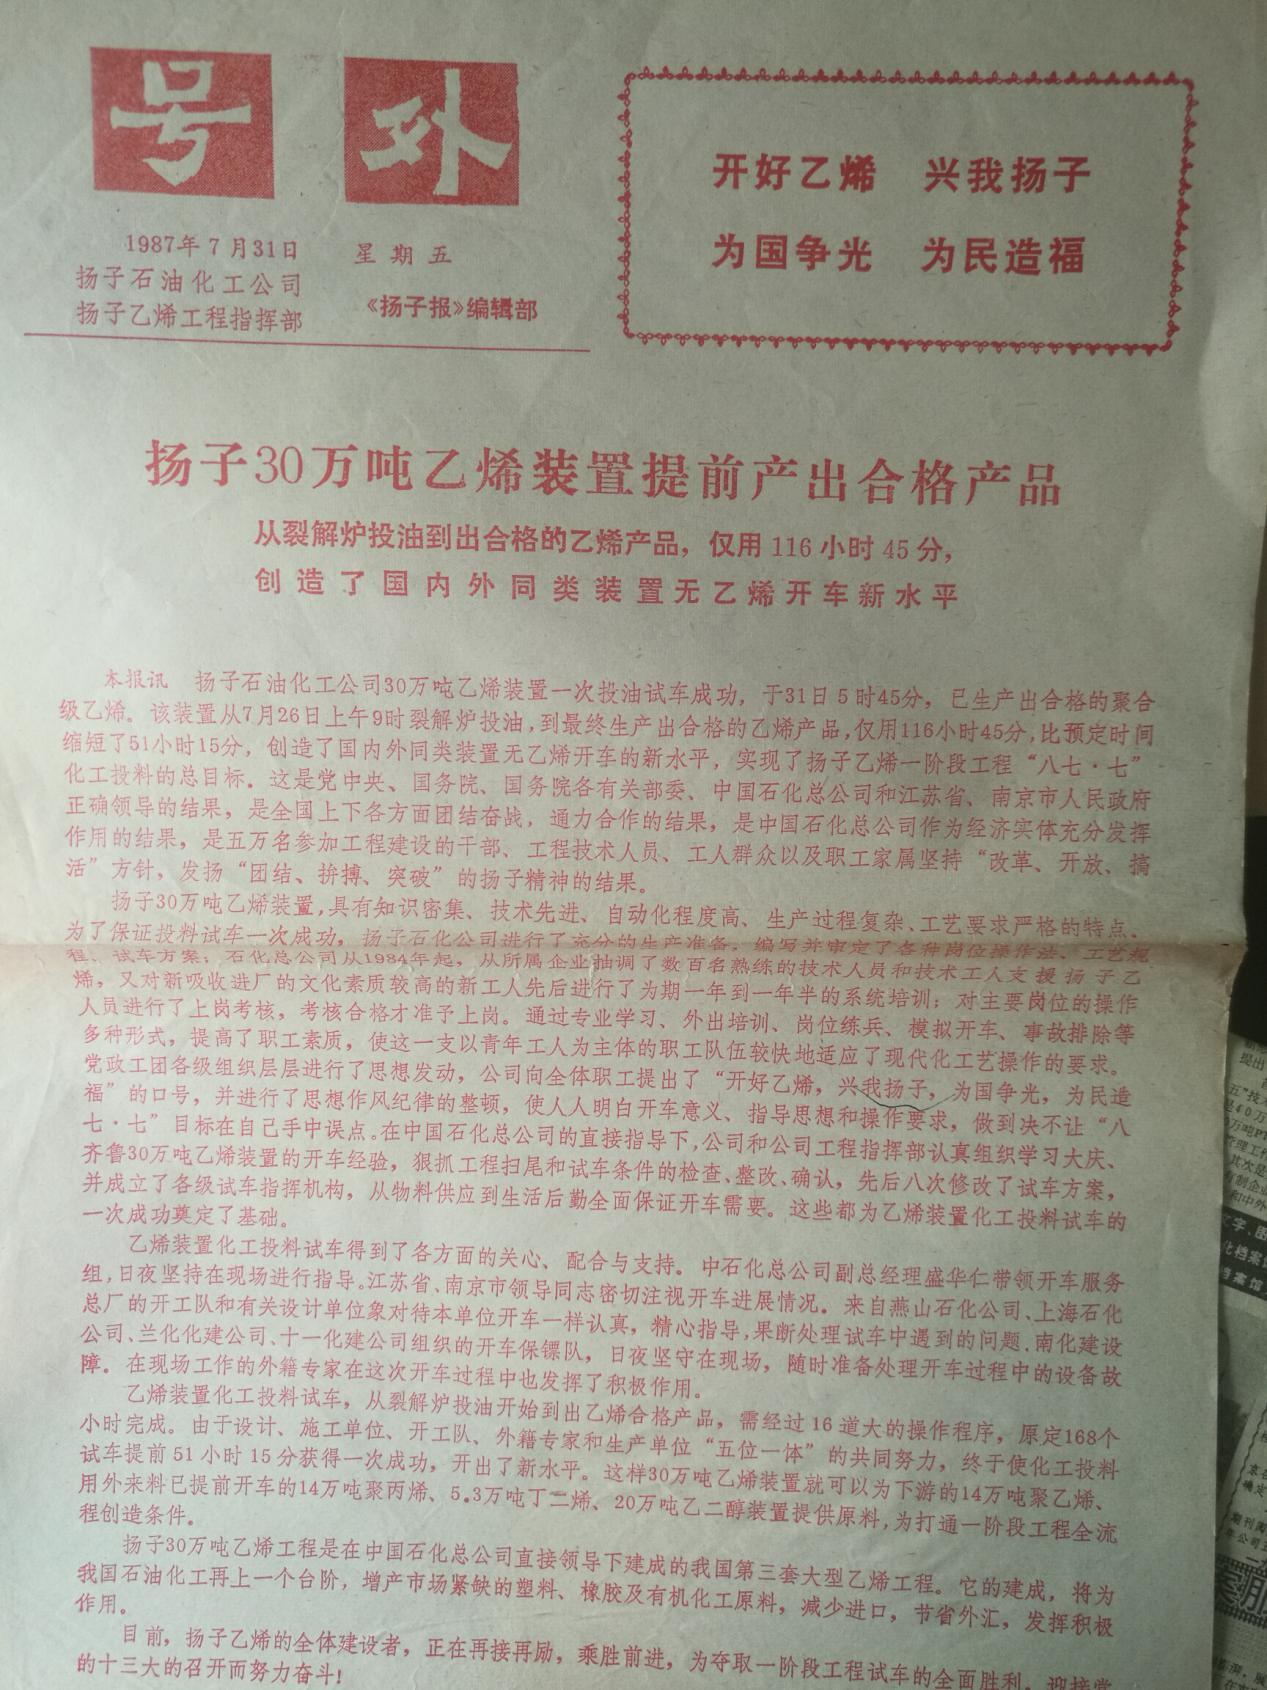 号外
1987年7月31日 星期五
扬子石油化工公司
扬子乙烯工程指挥部 《扬子报》编辑部
开好乙烯 兴我扬子
为国争光 为民造福
扬子30万吨乙烯装置提前产出合格产品
从裂解炉投油到出合格的乙烯产品，仅用116小时45分，
创造了国内外同类装置无乙烯开车新水平
本报讯 扬子石油化工公司30万吨乙烯装置一次投油试车成功，于31日5时45分，已生产出合格的聚合
级乙烯。该装置从7月26日上午9时裂解炉投油，到最终生产出合格的乙烯产品，仅用116小时45分，比预定时间
缩短了51小时15分，创造了国内外同类装置无乙烯开车的新水平，实现了扬子乙烯一阶段工程“八七·七”
化工投料的总目标。这是党中央、国务院、国务院各有关部委、中国石化总公司和江苏省、南京市人民政府
正确领导的结果，是全国上下各方面团结奋战，通力合作的结果，是中国石化总公司作为经济实体充分发挥
作用的结果，是五万名参加工程建设的干部、工程技术人员、工人群众以及职工家属坚持“改革、开放、搞
活”方针，发扬“团结、拚搏、突破”的扬子精神的结果。
扬子30万吨乙烯装置，具有知识密集、技术先进、自动化程度高、生产过程复杂、工艺要求严格的特点。
为了保证投料试车一次成功，扬子石化公司进行了充分的生产准备，编写并审定了各种岗位操作法、工艺规
程、试车方案；石化总公司从1984年起，从所属企业抽调了数百名熟练的技术人员和技术工人支援扬子乙
烯，又对新吸收进厂的文化素质较高的新工人先后进行了为期一年到一年半的系统培训；对主要岗位的操作
人员进行了上岗考核，考核合格才准予上岗。通过专业学习、外出培训、岗位练兵、模拟开车、事故排除等
多种形式，提高了职工素质，使这一支以青年工人为主体的职工队伍较快地适应了现代化工艺操作的要求。
党政工团各级组织层层进行了思想发动，公司向全体职工提出了“开好乙烯，兴我扬子，为国争光，为民造
福”的口号，并进行了思想作风纪律的整顿，使人人明白开车意义、指导思想和操作要求，做到决不让“八
七·七”目标在自己手中误点。在中国石化总公司的直接指导下，公司和公司工程指挥部认真组织学习大庆、
齐鲁30万吨乙烯装置的开车经验，狠抓工程扫尾和试车条件的检查、整改、确认，先后八次修改了试车方案，
并成立了各级试车指挥机构，从物料供应到生活后勤全面保证开车需要。这些都为乙烯装置化工投料试车的
一次成功奠定了基础。
乙烯装置化工投料试车得到了各方面的关心、配合与支持。中石化总公司副总经理盛华仁带领开车服务
组，日夜坚持在现场进行指导。江苏省、南京市领导同志密切注视开车进展情况。来自燕山石化公司、上海石化
总厂的开工队和有关设计单位象对待本单位开车一样认真，精心指导，果断处理试车中遇到的问题．南化建设
公司、兰化化建公司、十一化建公司组织的开车保镖队，日夜坚守在现场，随时准备处理开车过程中的设备故
障。在现场工作的外籍专家在这次开车过程中也发挥了积极作用。
乙烯装置化工投料试车，从裂解炉投油开始到出乙烯合格产品，需经过16道大的操作程序，原定168个
小时完成。由于设计、施工单位、开工队、外籍专家和生产单位“五位一体”的共同努力，终于使化工投料
试车提前51小时15分获得一次成功，开出了新水平。这样30万吨乙烯装置就可以为下游的14万吨聚乙烯、
用外来料已提前开车的14万吨聚丙烯、5.3万吨丁二烯、20万吨乙二醇装置提供原料，为打通一阶段工程全流
程创造条件。
扬子30万吨乙烯工程是在中国石化总公司直接领导下建成的我国第三套大型乙烯工程。它的建成，将为
我国石油化工再上一个台阶，增产市场紧缺的塑料、橡胶及有机化工原料，减少进口，节省外汇，发挥积极
作用。
目前，扬子乙烯的全体建设者，正在再接再励，乘胜前进，为夺取一阶段工程试车的全面胜利，迎接党
的十三大的召开而努力奋斗！